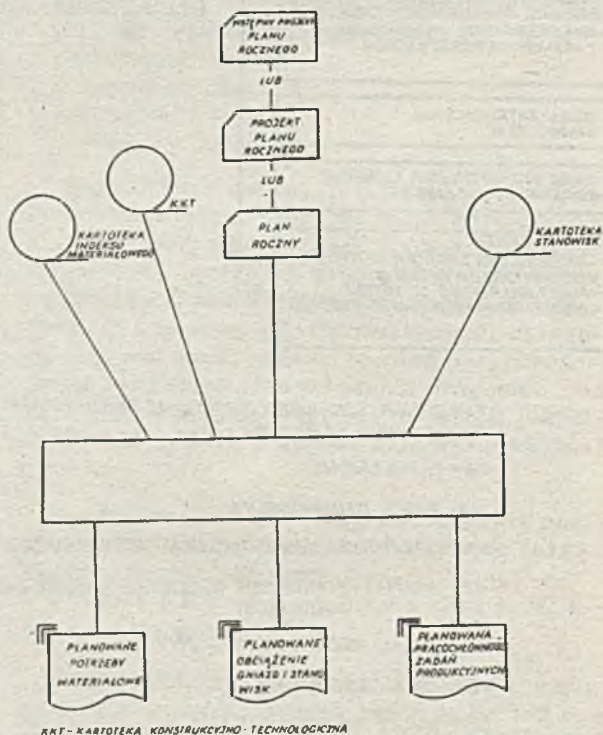 WSTĘPNY PROJEKT
PLANU
ROCZNEGO
LUB
PROJEKT
PLANU
ROCZNEGO
LUB
PLAN
ROCZNY
KKT
KARTOTEKA
INDEKSU
MATERIAŁOWEGO
KARTOTEKA
STANOWISK
PLANOWANE
POTRZEBY
MATERIAŁOWE
PLANOWANE
OBCIĄŻENIE
GNIAZD I STANO
WISK
PLANOWANA
PRACOCHŁONNOŚĆ
ZADAŃ
PRODUKCYJNYCH
KKT - KARTOTEKA KONSTRUKCYJNO - TECHNOLOGICZNA